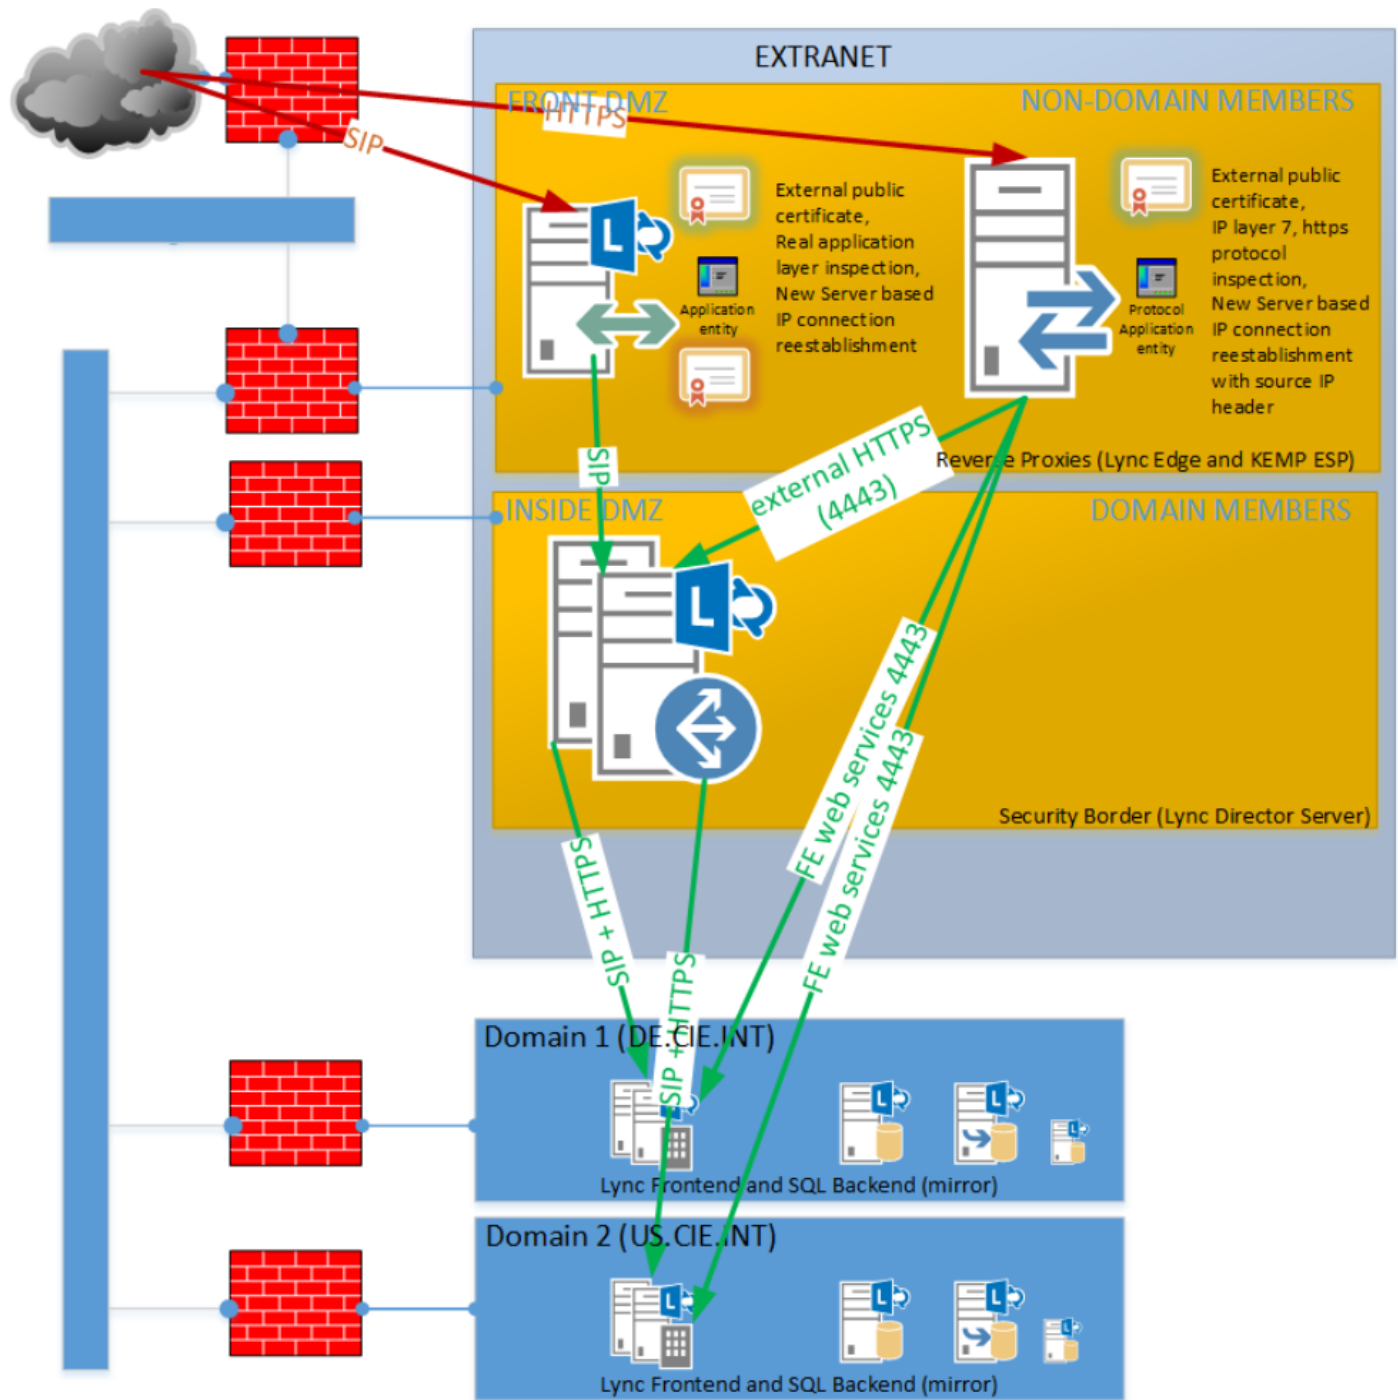 EXTRANET
FRONT DMZ
NON-DOMAIN MEMBERS
HTTPS
SIP
External public
certificate,
Real application
layer inspection,
New Server based
IP connection
reestablishment
Application
entity
External public
certificate,
IP layer 7, https
protocol
inspection,
New Server based
IP connection
reestablishment
with source IP
header
Protocol
Application
entity
L
SIP
external HTTPS
(4443)
Reverse Proxies (Lync Edge and KEMP ESP)
INSIDE DMZ
DOMAIN MEMBERS
L
FE web services 4443
FE web services 4443
Security Border (Lync Director Server)
SIP + HTTPS
SIP + HTTPS
Domain 1 (DE.CIE.INT)
L
L
L
L
Lync Frontend and SQL Backend (mirror)
Domain 2 (US.CIE.INT)
L
L
L
L
Lync Frontend and SQL Backend (mirror)